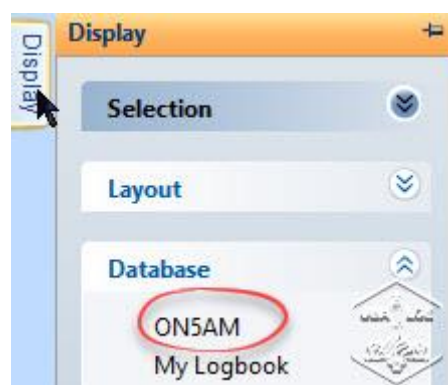 Display
Display
Selection
Layout
Database
ON5AM
My Logbook